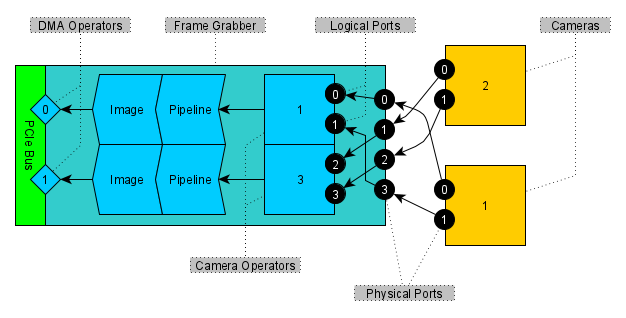 DMA Operators
Frame Grabber
Logical Ports
Cameras
0
2
1
0
0
0
Image
Pipeline
1
PCIe Bus
1
1
2
2
1
Image
Pipeline
3
3
3
0
1
1
Camera Operators
Physical Ports